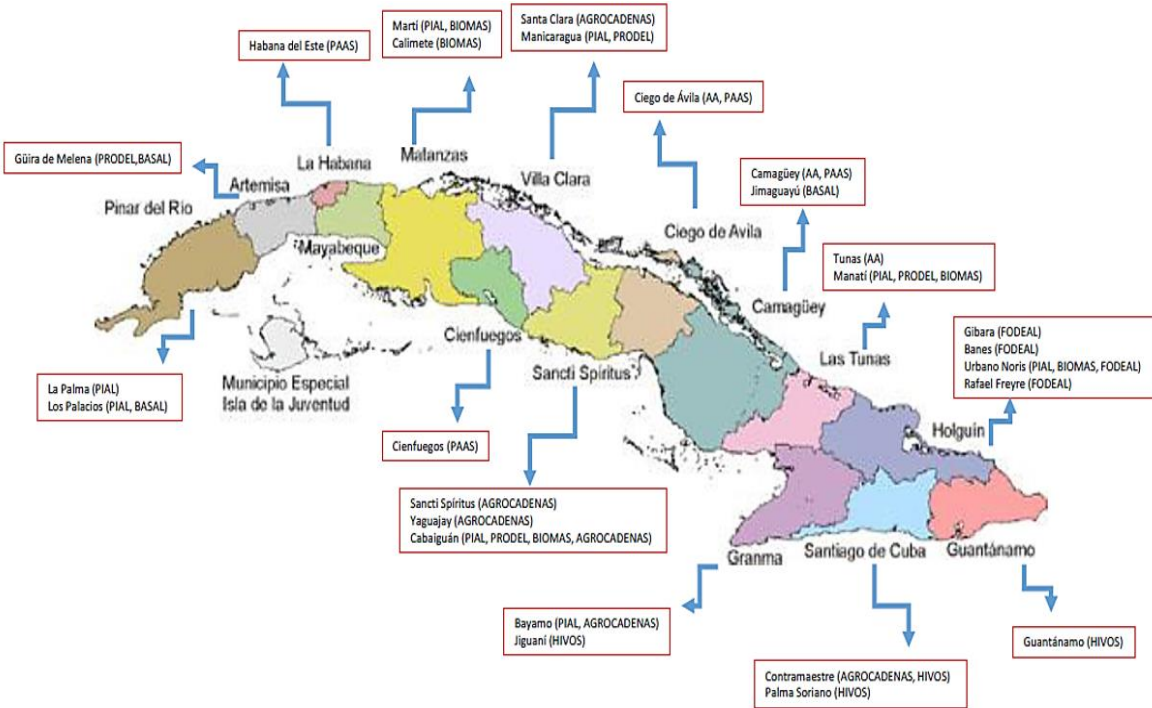 Martí (PIAL, BIOMAS)
Calimete (BIOMAS)
Santa Clara (AGROCADENAS)
Manicaragua (PIAL, PRODEL)
Habana del Este (PAAS)
Ciego de Ávila (AA, PAAS)
Güira de Melena (PRODEL,BASAL)
La Habana
Matanzas
Villa Clara
Artemisa
Pinar del Río
Mayabeque
Camagüey (AA, PAAS)
Jimaguayú (BASAL)
Ciego de Avila
Tunas (AA)
Manatí (PIAL, PRODEL, BIOMAS)
Camagüey
Cienfuegos
Sancti Spíritus
Las Tunas
Gibara (FODEAL)
Banes (FODEAL)
Urbano Noris (PIAL, BIOMAS, FODEAL)
Rafael Freyre (FODEAL)
La Palma (PIAL)
Los Palacios (PIAL, BASAL)
Municipio Especial
Isla de la Juventud
Holguín
Cienfuegos (PAAS)
Sancti Spíritus (AGROCADENAS)
Yaguajay (AGROCADENAS)
Cabaiguán (PIAL, PRODEL, BIOMAS, AGROCADENAS)
Granma
Santiago de Cuba
Guantánamo
Bayamo (PIAL, AGROCADENAS)
Jiguaní (HIVOS)
Guantánamo (HIVOS)
Contramaestre (AGROCADENAS, HIVOS)
Palma Soriano (HIVOS)